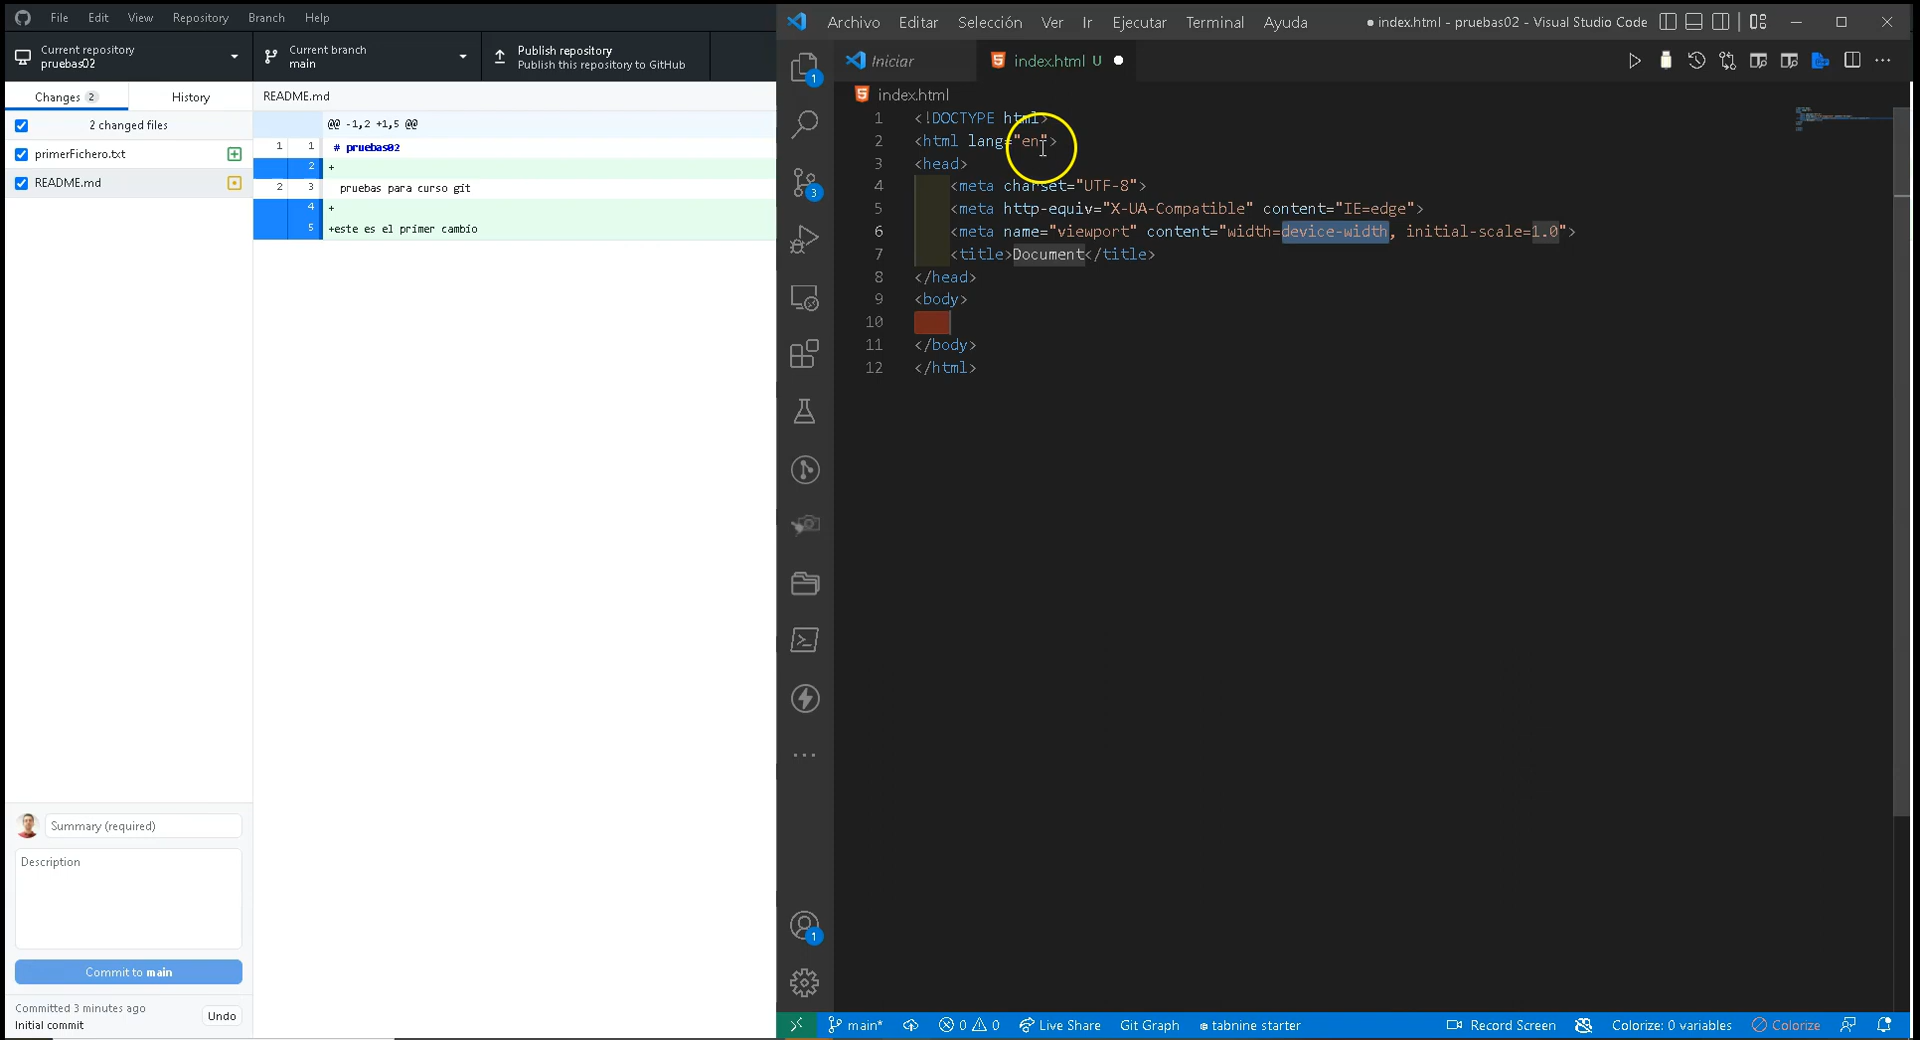 File Edit View Repository Branch Help
Current repository
pruebas02
Current branch
main
Publish repository
Publish this repository to GitHub
Changes 2
History
README.md
2 changed files
primerFichero.txt
README.md
@@ -1,2 +1,5 @@
1 1 # pruebas02
2 +
2 3 pruebas para curso git
4 +
5 +este es el primer cambio
Summary (required)
Description
Commit to main
Committed 3 minutes ago
Initial commit
Undo
Archivo Editar Selección Ver Ir Ejecutar Terminal Ayuda
● index.html - pruebas02 - Visual Studio Code
1
3
1
Iniciar
index.html U
index.html
1 <!DOCTYPE html>
2 <html lang="en">
3 <head>
4 <meta charset="UTF-8">
5 <meta http-equiv="X-UA-Compatible" content="IE=edge">
6 <meta name="viewport" content="width=device-width, initial-scale=1.0">
7 <title>Document</title>
8 </head>
9 <body>
10
11 </body>
12 </html>
main* 0 0 Live Share Git Graph tabnine starter Record Screen Colorize: 0 variables Colorize